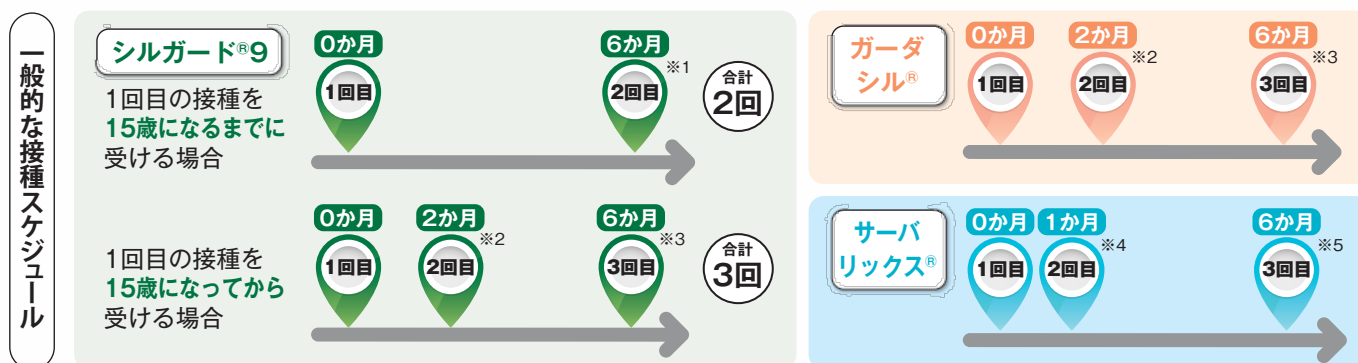 一般的な接種スケジュール
シルガード®9
1回目の接種を
15歳になるまでに
受ける場合
0か月
1回目
6か月
※1
2回目
合計
2回
1回目の接種を
15歳になってから
受ける場合
0か月
1回目
2か月
※2
2回目
6か月
※3
3回目
合計
3回
ガーダ
シル®
0か月
1回目
2か月
※2
2回目
6か月
※3
3回目
サーバ
リックス®
0か月
1回目
1か月
※4
2回目
6か月
※5
3回目